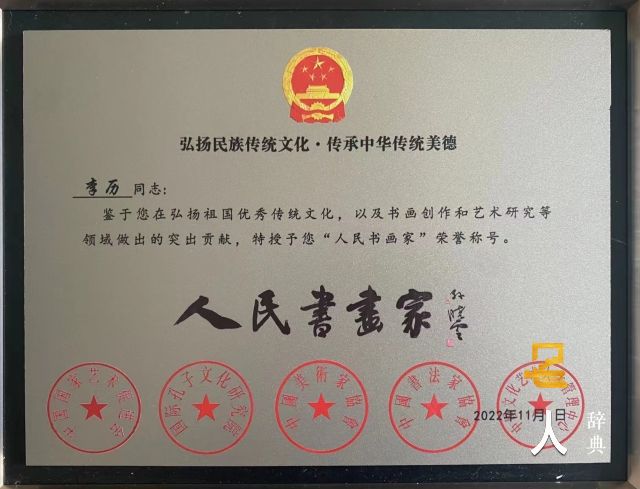 弘扬民族传统文化·传承中华传统美德
李历 同志：
鉴于您在弘扬祖国优秀传统文化，以及书画创作和艺术研究等
领域做出的突出贡献，特授予您“人民书画家”荣誉称号。
人民書畫家
国际孔子文化研究院
中國美術家協會
中國書法家協會
2022年11月 日
人 辞典